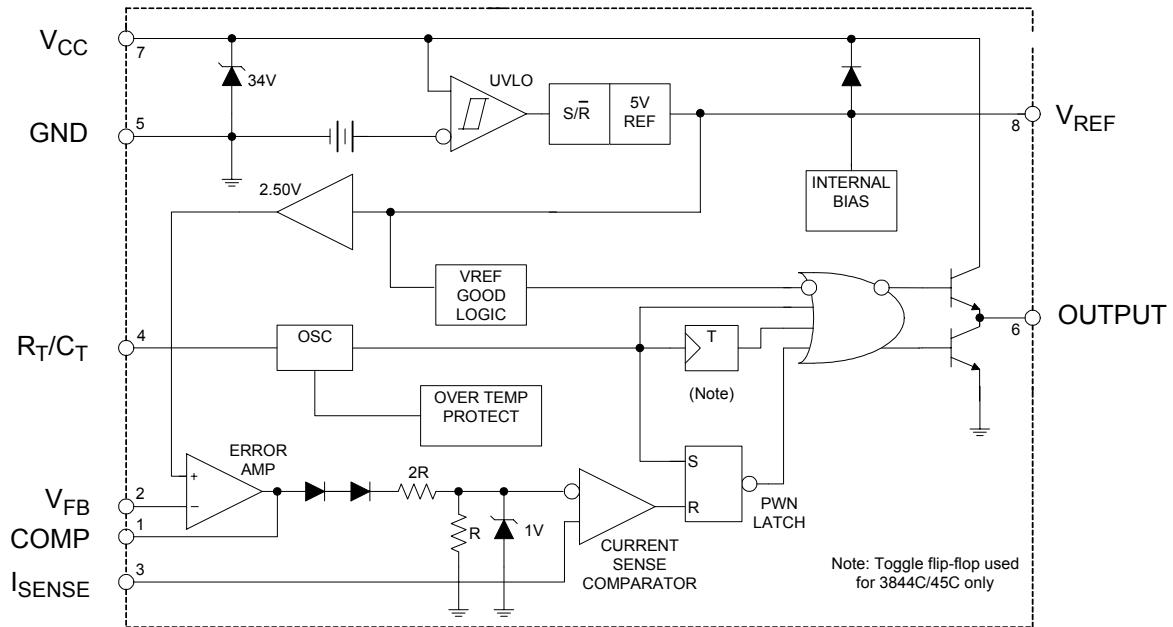 VCC
7
34V
UVLO
S/R̅
5V
REF
GND
5
8
VREF
2.50V
INTERNAL
BIAS
VREF
GOOD
LOGIC
RT/CT
4
OSC
T
(Note)
6
OUTPUT
OVER TEMP
PROTECT
ERROR
AMP
+
−
2R
R
1V
S
R
PWN
LATCH
VFB
2
COMP
1
ISENSE
3
CURRENT
SENSE
COMPARATOR
Note: Toggle flip-flop used
for 3844C/45C only